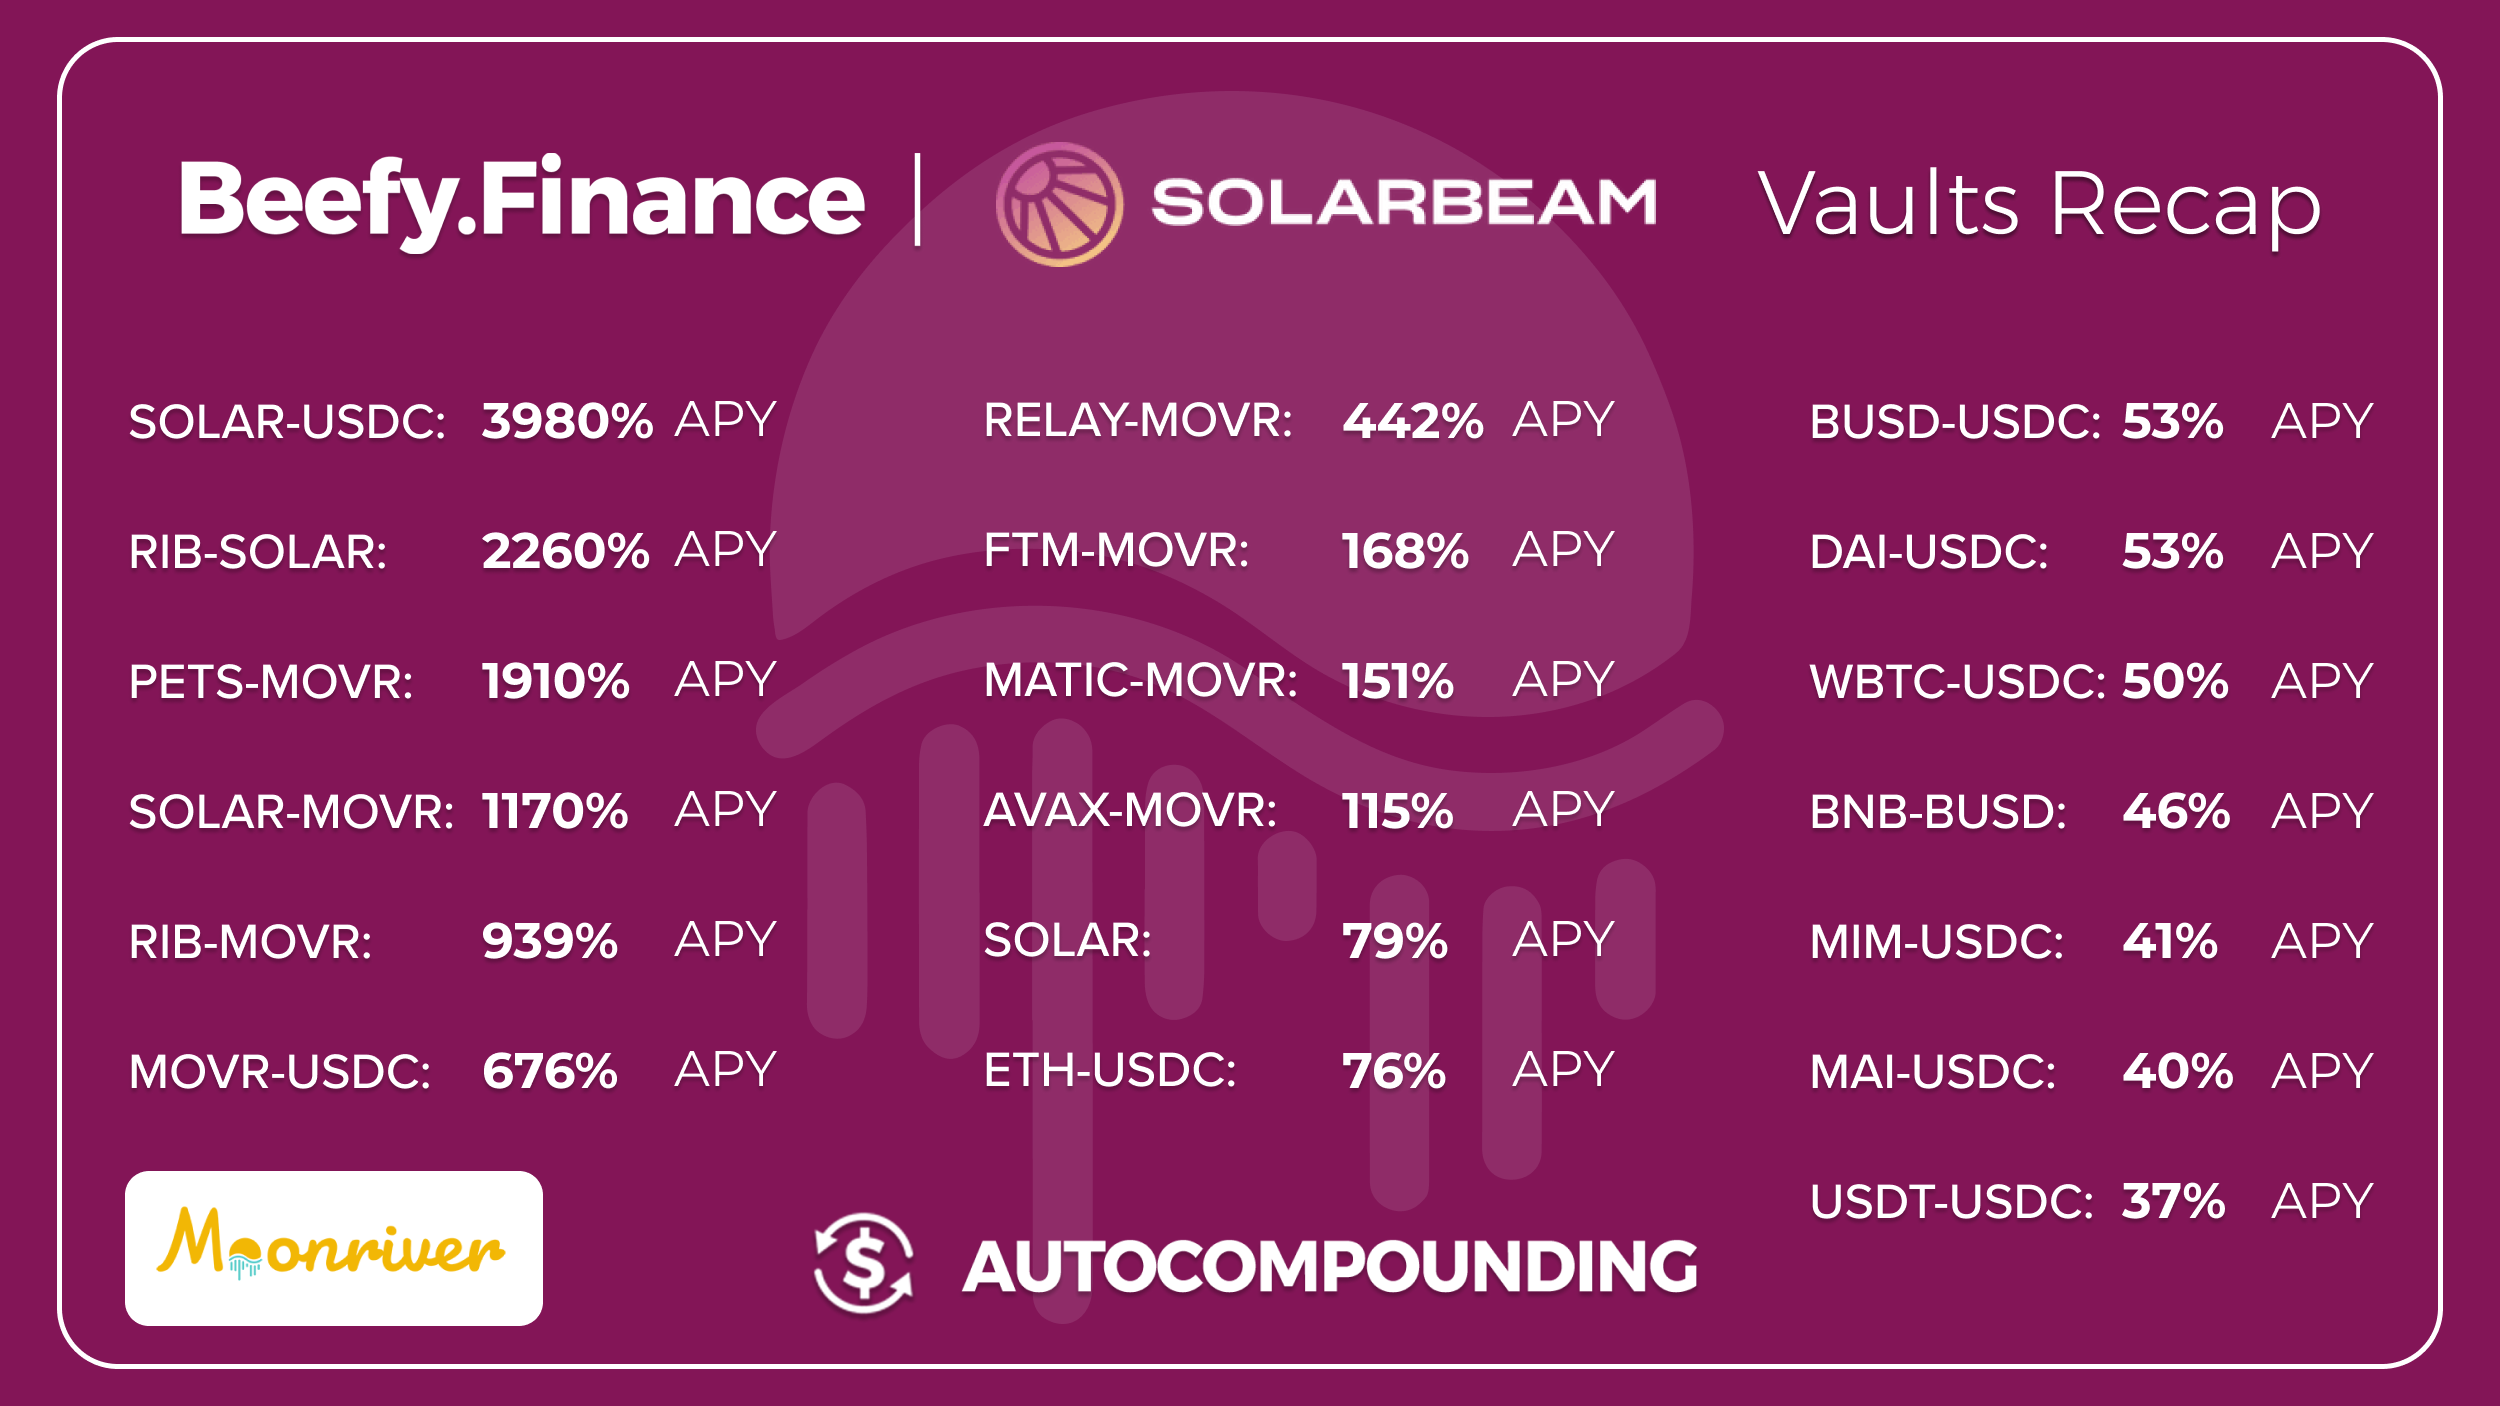 Beefy.Finance | SOLARBEAM Vaults Recap
SOLAR-USDC: 3980% APY
RIB-SOLAR: 2260% APY
PETS-MOVR: 1910% APY
SOLAR-MOVR: 1170% APY
RIB-MOVR: 939% APY
MOVR-USDC: 676% APY
RELAY-MOVR: 442% APY
FTM-MOVR: 168% APY
MATIC-MOVR: 151% APY
AVAX-MOVR: 115% APY
SOLAR: 79% APY
ETH-USDC: 76% APY
BUSD-USDC: 53% APY
DAI-USDC: 53% APY
WBTC-USDC: 50% APY
BNB-BUSD: 46% APY
MIM-USDC: 41% APY
MAI-USDC: 40% APY
USDT-USDC: 37% APY
Moonriver
$ AUTOCOMPOUNDING